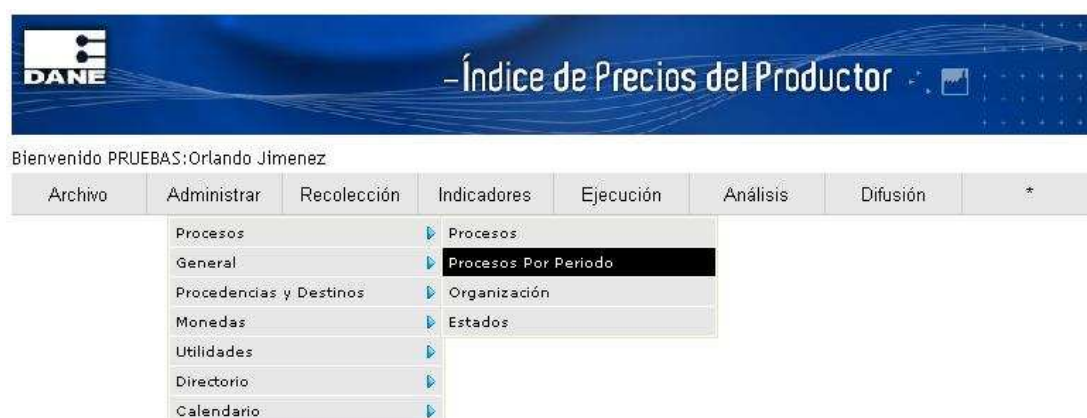 DANE
–Índice de Precios del Productor
Bienvenido PRUEBAS:Orlando Jimenez
Archivo Administrar Recolección Indicadores Ejecución Análisis Difusión *
Procesos Procesos
General Procesos Por Periodo
Procedencias y Destinos Organización
Monedas Estados
Utilidades
Directorio
Calendario